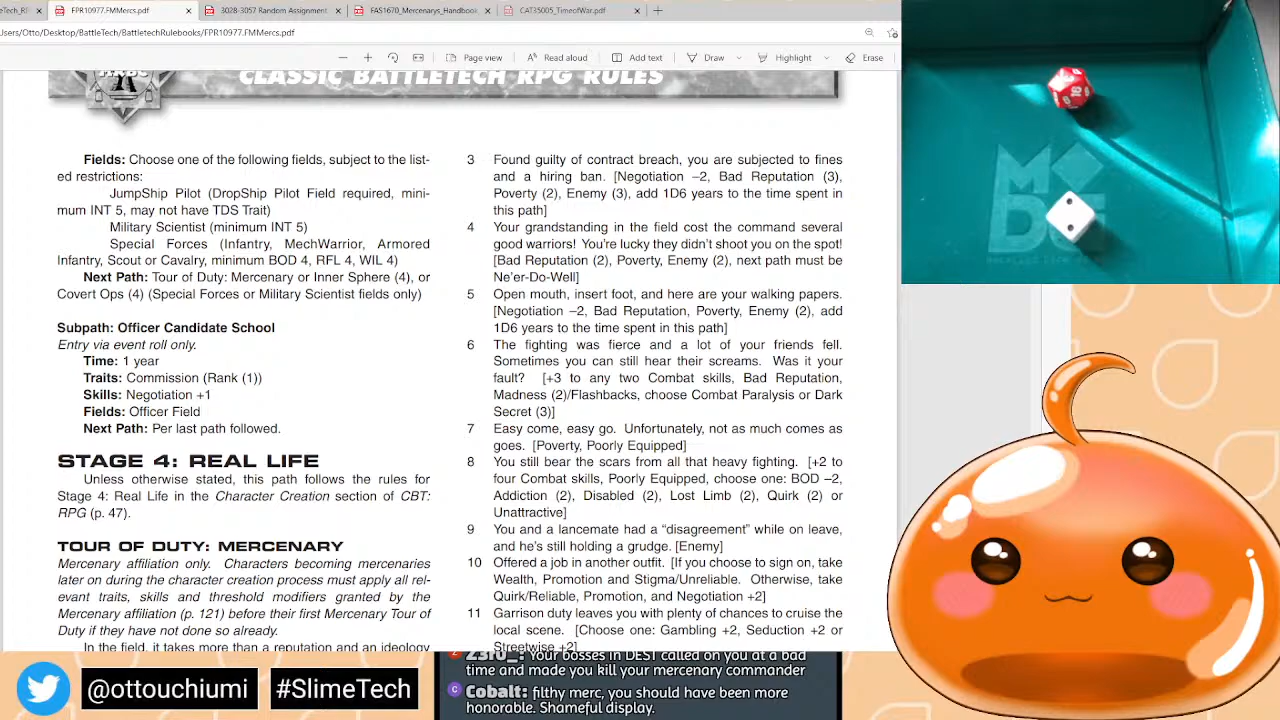 eTech_RI
FPR10977.FMMercs.pdf
3028-3057 Random Assignment
FAS1670_Mercenarys_Handbook
CAT35005_TimeofWar.pdf
Users/Otto/Desktop/BattleTech/BattletechRulebooks/FPR10977.FMMercs.pdf
Page view
Read aloud
Add text
Draw
Highlight
Erase
CLASSIC BATTLETECH RPG RULES
Fields: Choose one of the following fields, subject to the list-
ed restrictions:
JumpShip Pilot (DropShip Pilot Field required, mini-
mum INT 5, may not have TDS Trait)
Military Scientist (minimum INT 5)
Special Forces (Infantry, MechWarrior, Armored
Infantry, Scout or Cavalry, minimum BOD 4, RFL 4, WIL 4)
Next Path: Tour of Duty: Mercenary or Inner Sphere (4), or
Covert Ops (4) (Special Forces or Military Scientist fields only)
Subpath: Officer Candidate School
Entry via event roll only.
Time: 1 year
Traits: Commission (Rank (1))
Skills: Negotiation +1
Fields: Officer Field
Next Path: Per last path followed.
STAGE 4: REAL LIFE
Unless otherwise stated, this path follows the rules for
Stage 4: Real Life in the Character Creation section of CBT:
RPG (p. 47).
TOUR OF DUTY: MERCENARY
Mercenary affiliation only. Characters becoming mercenaries
later on during the character creation process must apply all rel-
evant traits, skills and threshold modifiers granted by the
Mercenary affiliation (p. 121) before their first Mercenary Tour of
Duty if they have not done so already.
In the field, it takes more than a reputation and an ideology
3 Found guilty of contract breach, you are subjected to fines
and a hiring ban. [Negotiation –2, Bad Reputation (3),
Poverty (2), Enemy (3), add 1D6 years to the time spent in
this path]
4 Your grandstanding in the field cost the command several
good warriors! You're lucky they didn't shoot you on the spot!
[Bad Reputation (2), Poverty, Enemy (2), next path must be
Ne'er-Do-Well]
5 Open mouth, insert foot, and here are your walking papers.
[Negotiation –2, Bad Reputation, Poverty, Enemy (2), add
1D6 years to the time spent in this path]
6 The fighting was fierce and a lot of your friends fell.
Sometimes you can still hear their screams. Was it your
fault? [+3 to any two Combat skills, Bad Reputation,
Madness (2)/Flashbacks, choose Combat Paralysis or Dark
Secret (3)]
7 Easy come, easy go. Unfortunately, not as much comes as
goes. [Poverty, Poorly Equipped]
8 You still bear the scars from all that heavy fighting. [+2 to
four Combat skills, Poorly Equipped, choose one: BOD –2,
Addiction (2), Disabled (2), Lost Limb (2), Quirk (2) or
Unattractive]
9 You and a lancemate had a “disagreement” while on leave,
and he's still holding a grudge. [Enemy]
10 Offered a job in another outfit. [If you choose to sign on, take
Wealth, Promotion and Stigma/Unreliable. Otherwise, take
Quirk/Reliable, Promotion, and Negotiation +2]
11 Garrison duty leaves you with plenty of chances to cruise the
local scene. [Choose one: Gambling +2, Seduction +2 or
Streetwise +2]
@ottouchiumi
#SlimeTech
Z3r0_: Your bosses in DEST called on you at a bad
time and made you kill your mercenary commander
Cobalt: filthy merc, you should have been more
honorable. Shameful display.